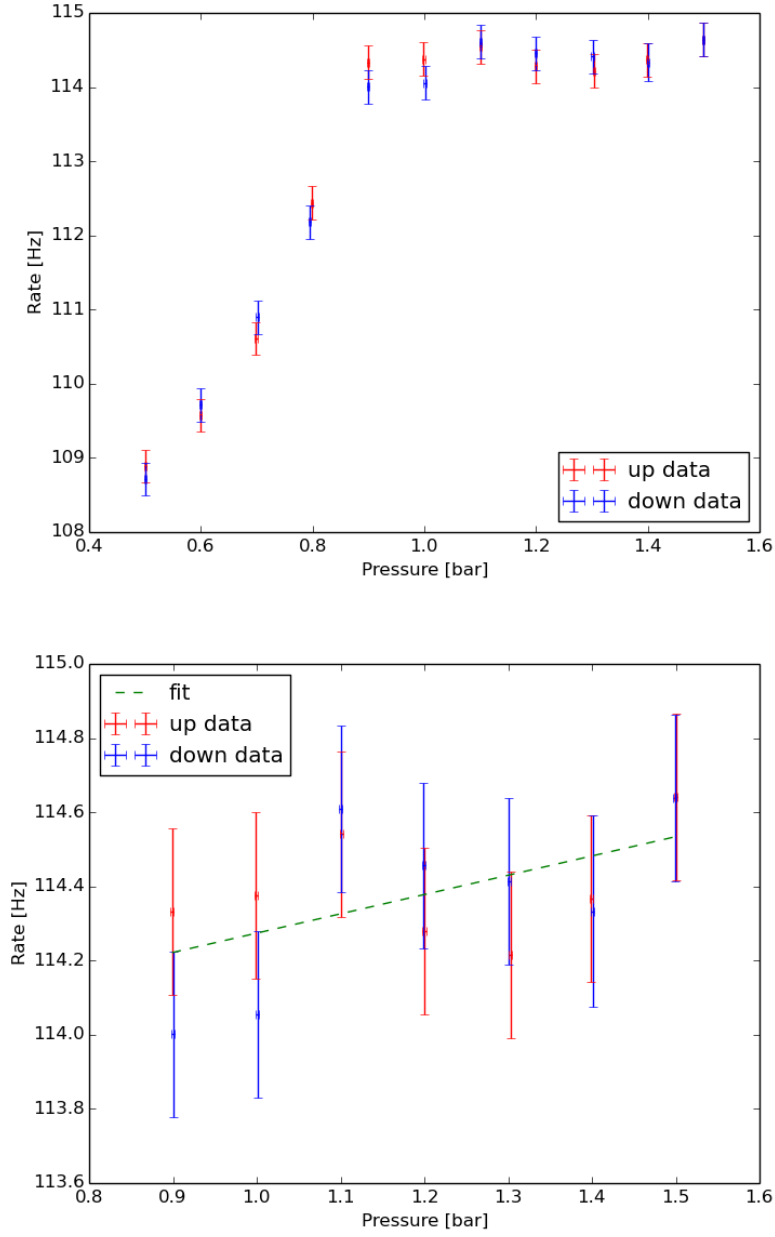 115
114
113
112
111
110
109
108
Rate [Hz]
up data
down data
0.4 0.6 0.8 1.0 1.2 1.4 1.6
Pressure [bar]
115.0
114.8
114.6
114.4
114.2
114.0
113.8
113.6
Rate [Hz]
fit
up data
down data
0.8 0.9 1.0 1.1 1.2 1.3 1.4 1.5 1.6
Pressure [bar]